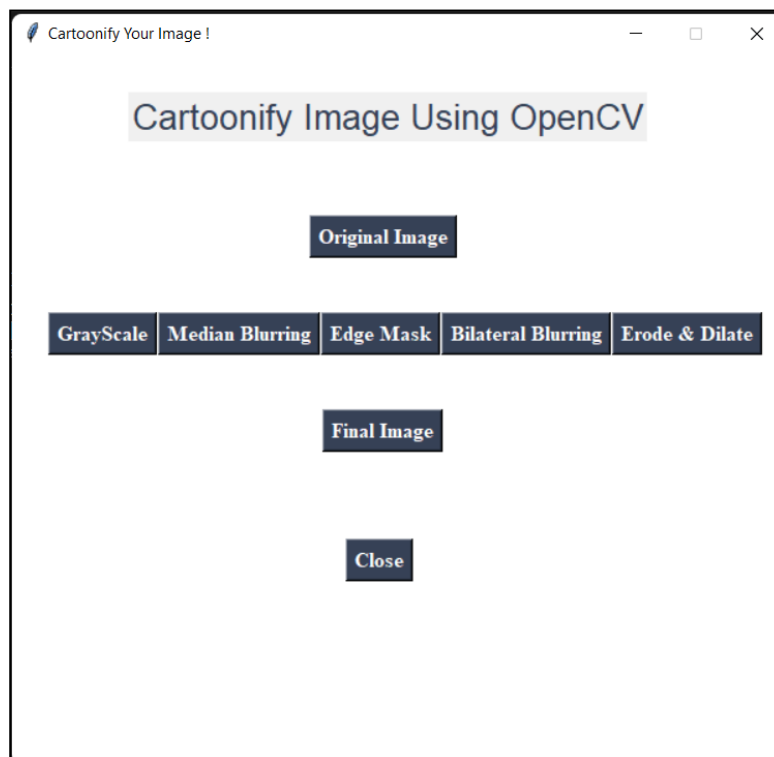 Cartoonify Your Image !
Cartoonify Image Using OpenCV
Original Image
GrayScale Median Blurring Edge Mask Bilateral Blurring Erode & Dilate
Final Image
Close